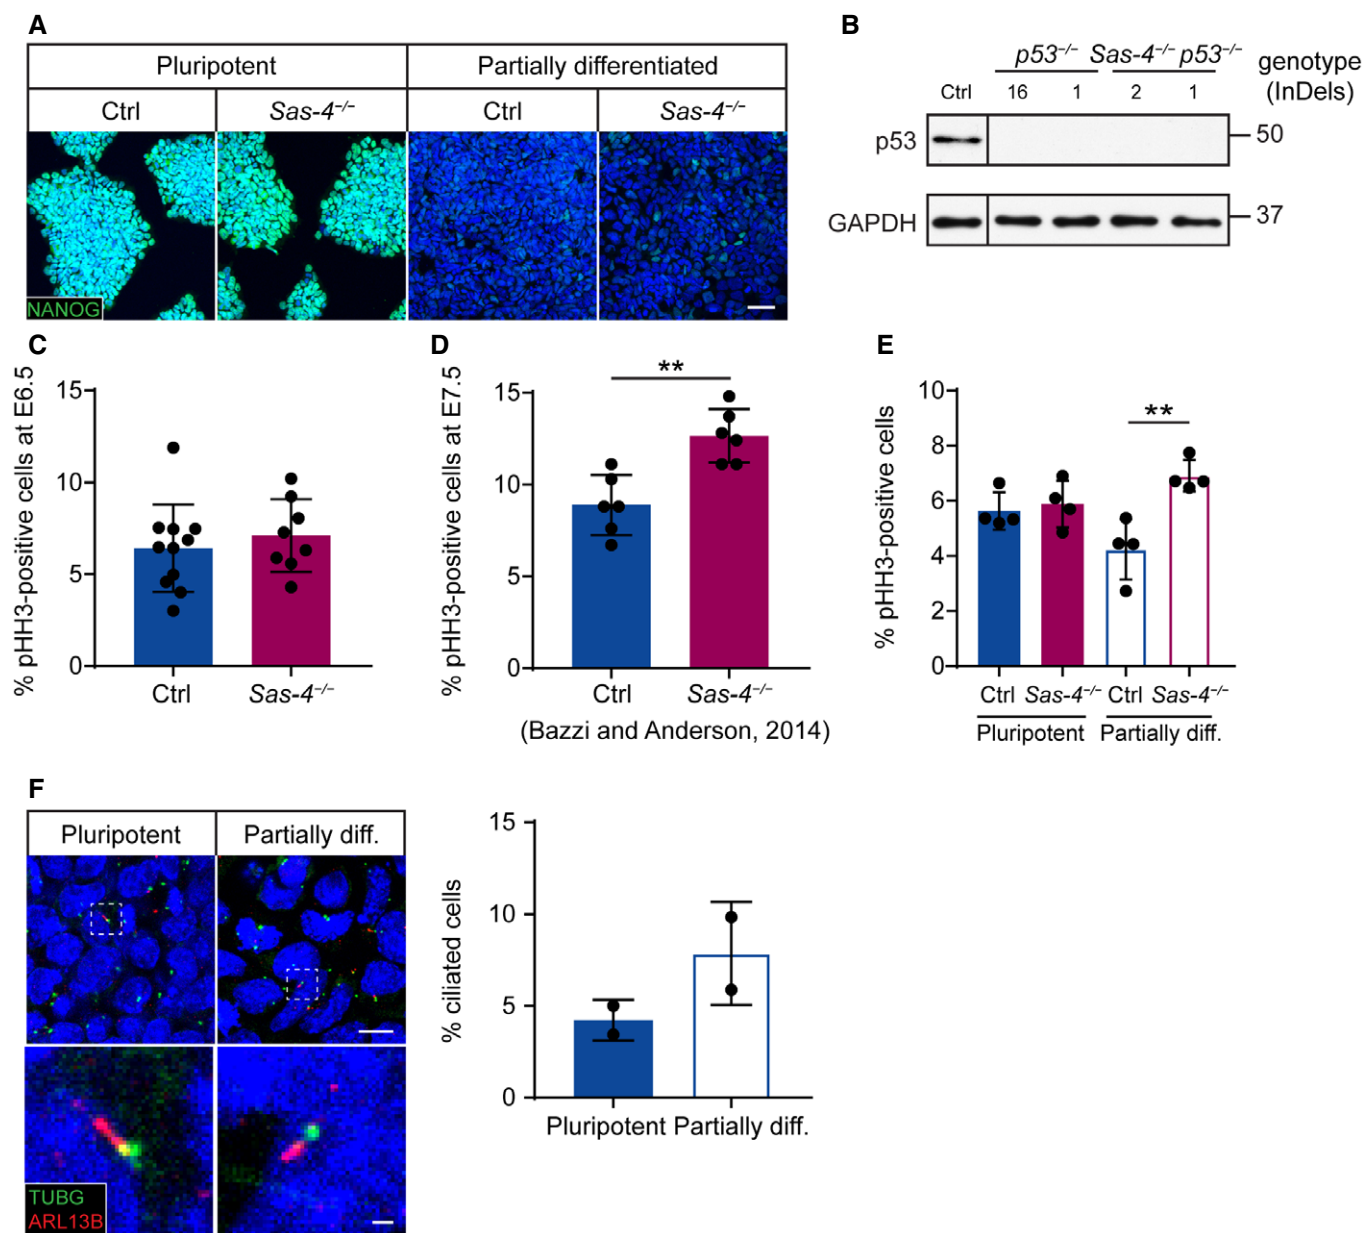 A
Pluripotent
Partially differentiated
Ctrl
Sas-4−/−
Ctrl
Sas-4−/−
NANOG
B
p53−/−
Sas-4−/− p53−/−
genotype
(InDels)
Ctrl
16
1
2
1
p53
50
GAPDH
37
C
% pHH3-positive cells at E6.5
15
10
5
0
Ctrl
Sas-4−/−
D
% pHH3-positive cells at E7.5
15
10
5
0
**
Ctrl
Sas-4−/−
(Bazzi and Anderson, 2014)
E
% pHH3-positive cells
10
8
6
4
2
0
**
Ctrl
Sas-4−/−
Ctrl
Sas-4−/−
Pluripotent
Partially diff.
F
Pluripotent
Partially diff.
TUBG
ARL13B
% ciliated cells
15
10
5
0
Pluripotent
Partially diff.